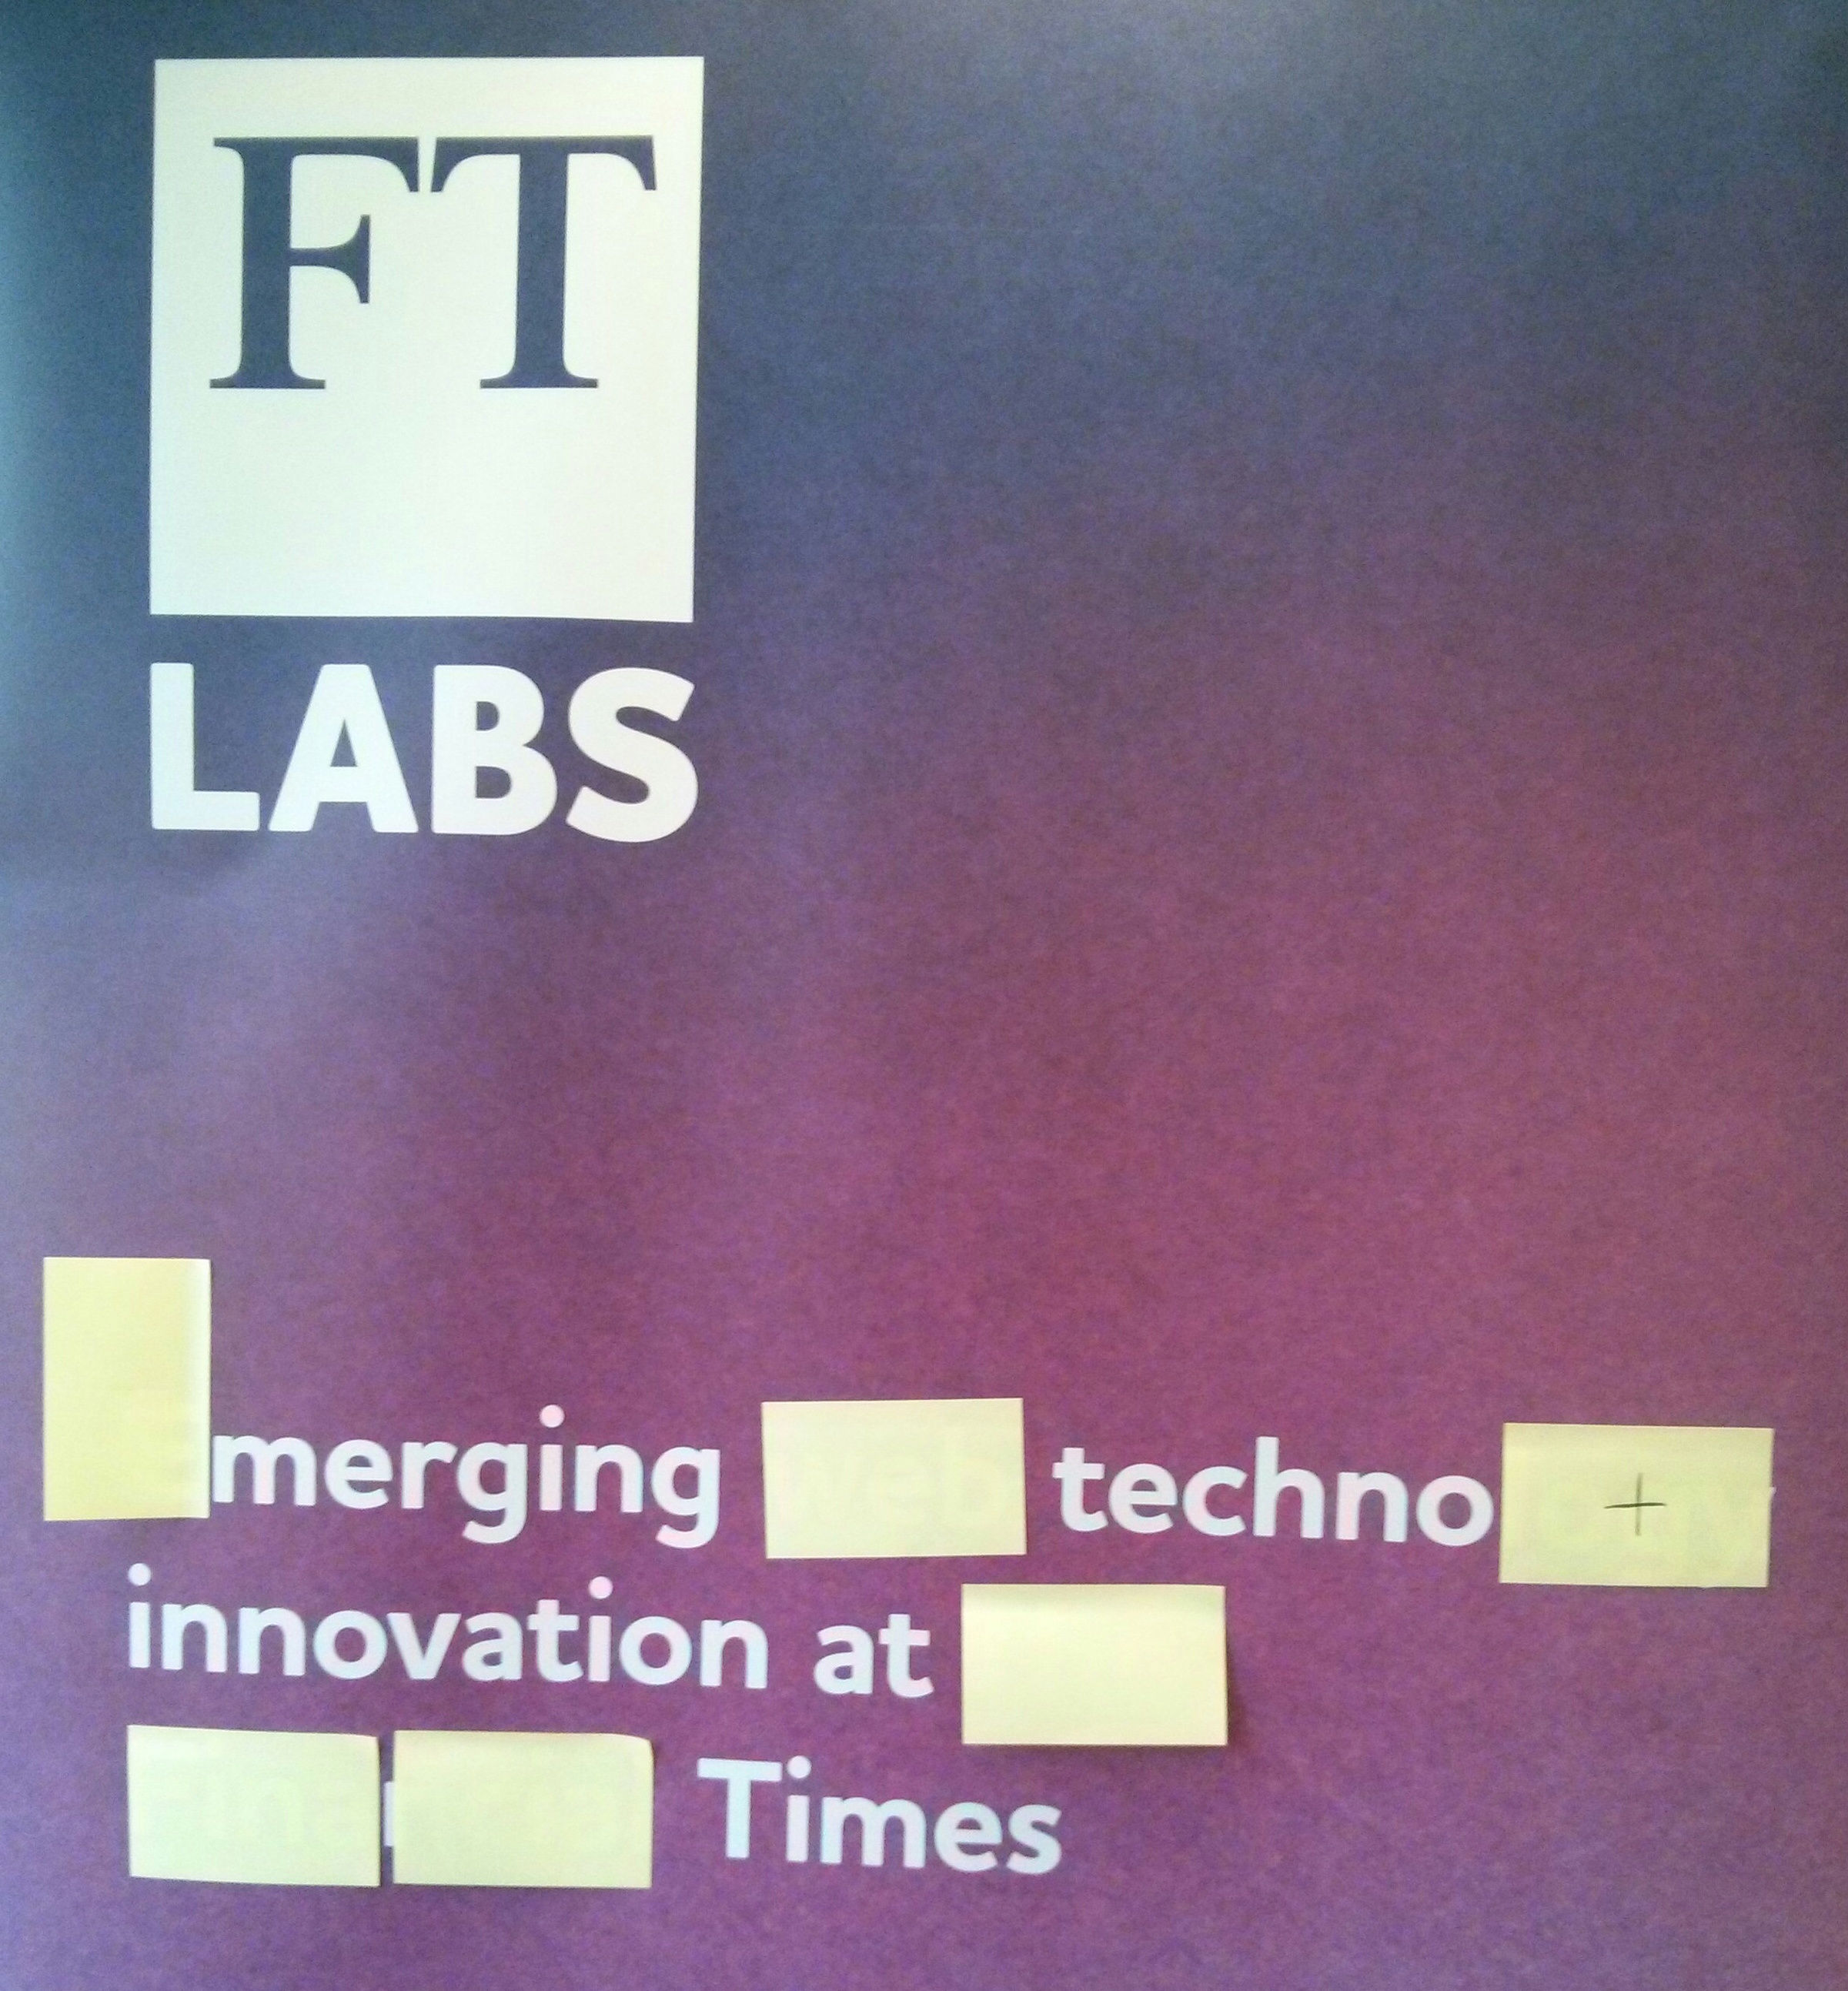 FT
LABS
merging techno +
innovation at
Times